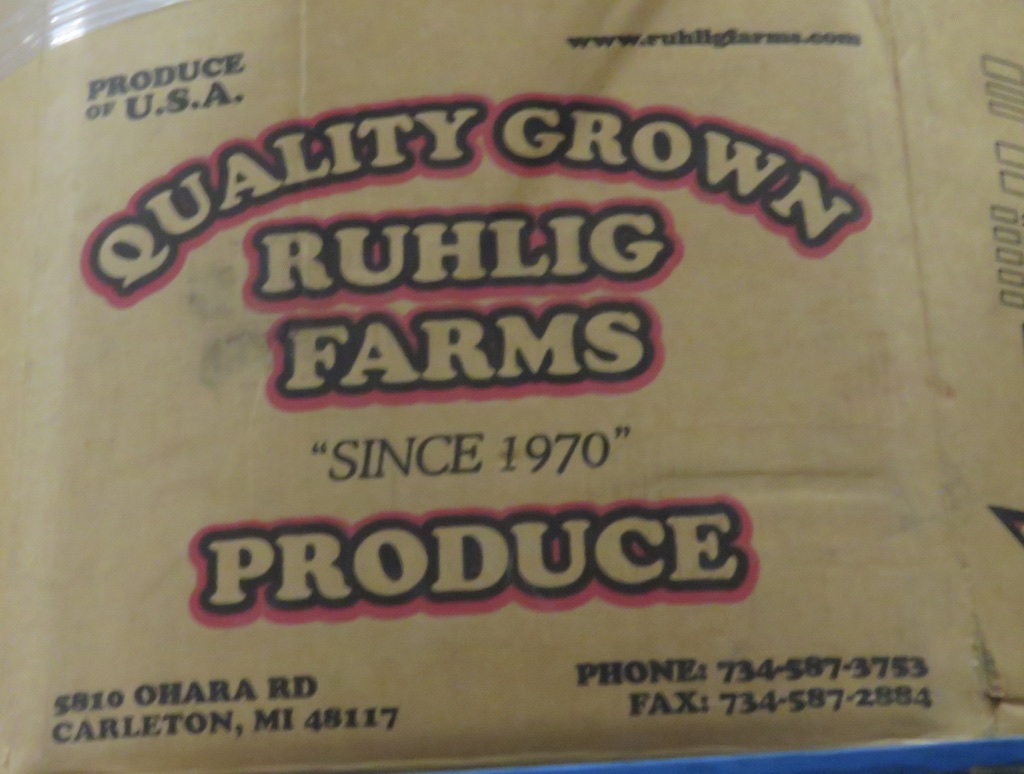 www.ruhligfarms.com
PRODUCE
OF U.S.A.
QUALITY GROWN
RUHLIG
FARMS
"SINCE 1970"
PRODUCE
5810 OHARA RD
CARLETON, MI 48117
PHONE: 734-587-3753
FAX: 734-587-2884